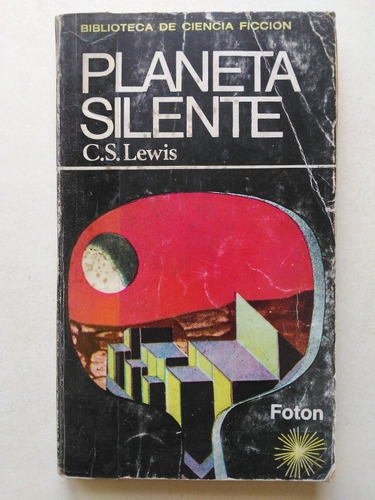 BIBLIOTECA DE CIENCIA FICCION
PLANETA
SILENTE
C.S. Lewis
Foton